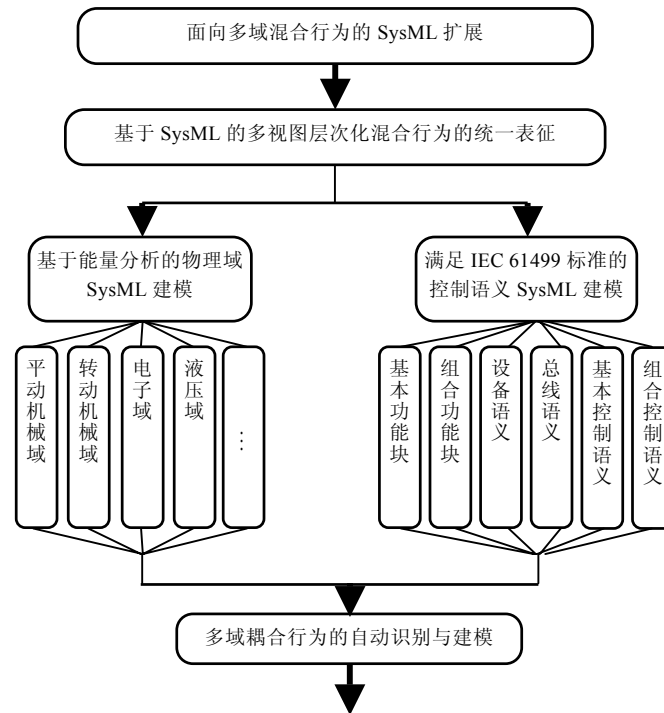 面向多域混合行为的 SysML 扩展
基于 SysML 的多视图层次化混合行为的统一表征
基于能量分析的物理域
SysML 建模
满足 IEC 61499 标准的
控制语义 SysML 建模
平动机械域
转动机械域
电子域
液压域
…
基本功能块
组合功能块
设备语义
总线语义
基本控制语义
组合控制语义
多域耦合行为的自动识别与建模